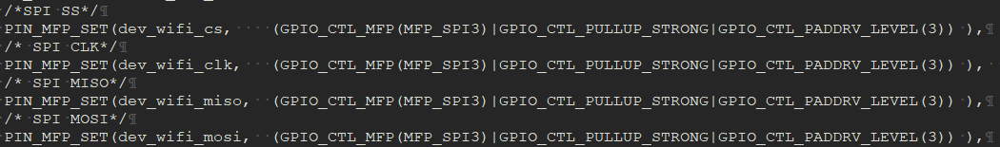 /*SPI SS*/
PIN_MFP_SET(dev_wifi_cs,    (GPIO_CTL_MFP(MFP_SPI3)|GPIO_CTL_PULLUP_STRONG|GPIO_CTL_PADDRV_LEVEL(3)) ),
/* SPI CLK*/
PIN_MFP_SET(dev_wifi_clk,   (GPIO_CTL_MFP(MFP_SPI3)|GPIO_CTL_PULLUP_STRONG|GPIO_CTL_PADDRV_LEVEL(3)) ),
/* SPI MISO*/
PIN_MFP_SET(dev_wifi_miso,  (GPIO_CTL_MFP(MFP_SPI3)|GPIO_CTL_PULLUP_STRONG|GPIO_CTL_PADDRV_LEVEL(3)) ),
/* SPI MOSI*/
PIN_MFP_SET(dev_wifi_mosi,  (GPIO_CTL_MFP(MFP_SPI3)|GPIO_CTL_PULLUP_STRONG|GPIO_CTL_PADDRV_LEVEL(3)) ),